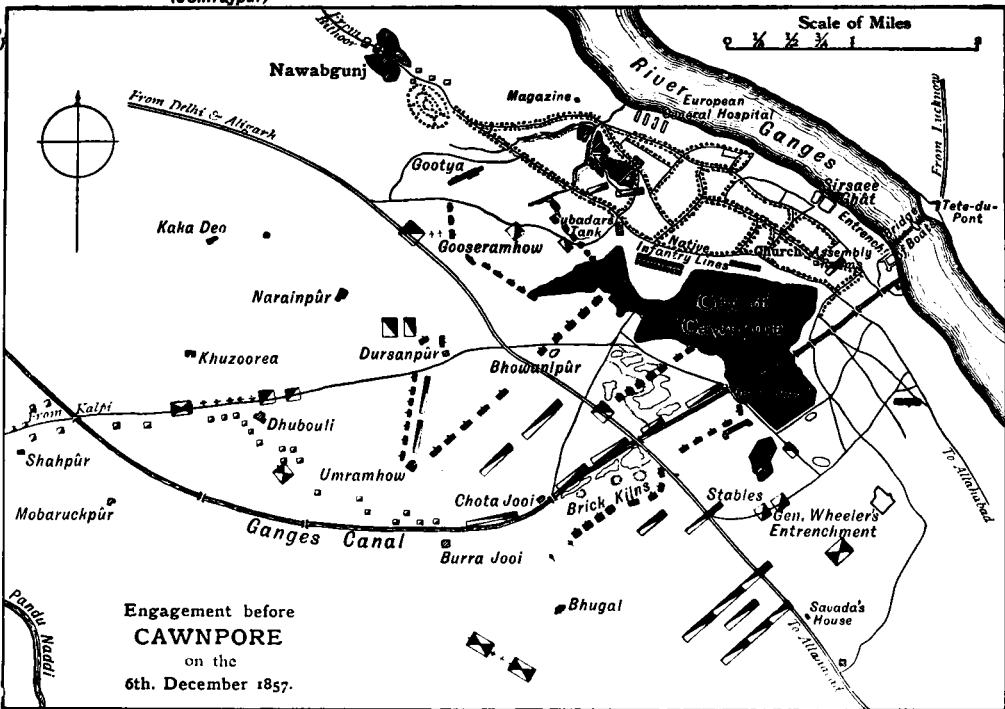 Scale of Miles
0 ¼ ½ ¾ 1 2
From
Bithoor
Nawabgunj
From Delhi & Aligarh
Magazine
River
Ganges
European
General Hospital
From Lucknow
Gootya
Sirsaee
Ghât
Tete-du-
Pont
Bridge
Boats
Entrench
Kaka Deo
Subadar's
Tank
Gooseramhow
Native
Infantry Lines
Church
Assembly
City of
Cawnpore
Narainpûr
Khuzoorea
Dursanpûr
Bhowanipûr
From Kalpi
Dhubouli
Shahpûr
Umramhow
Mobaruckpûr
Chota Jooi
Brick Kilns
Stables
To Allahabad
Gen. Wheeler's
Entrenchment
Ganges Canal
Burra Jooi
Bhugal
Savada's
House
To Allahabad
Pandu Naddi
Engagement before
CAWNPORE
on the
6th. December 1857.